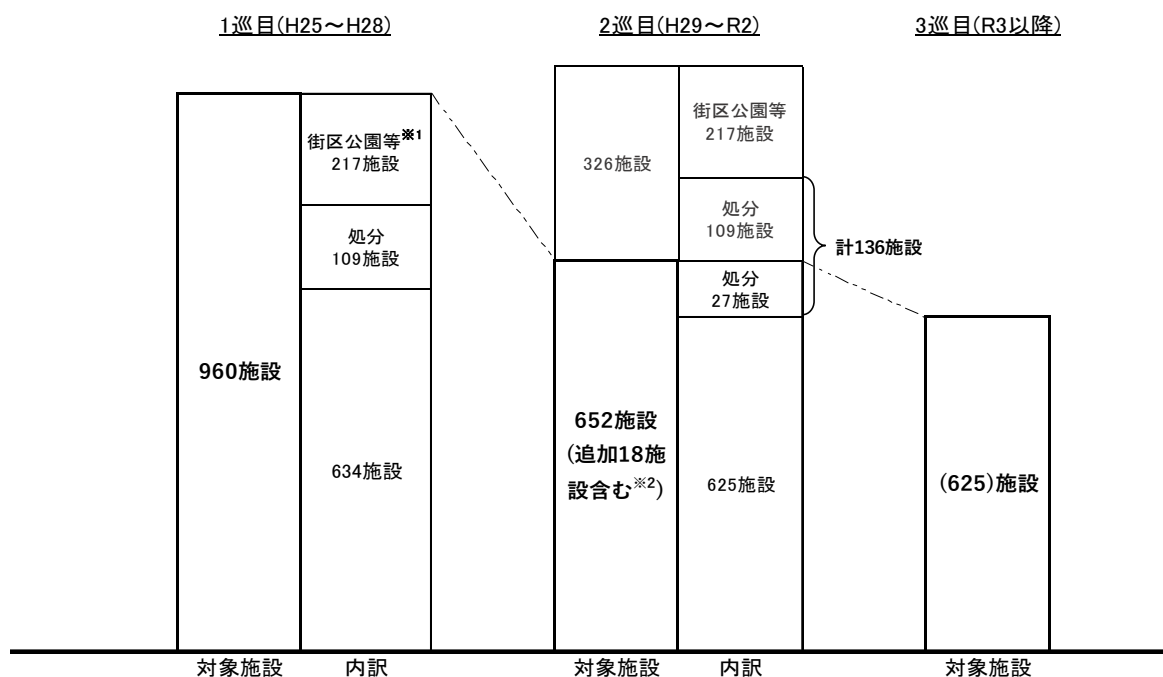 1巡目(H25～H28)
2巡目(H29～R2)
3巡目(R3以降)
960施設
街区公園等※1
217施設
処分
109施設
634施設
326施設
652施設
(追加18施
設含む※2)
街区公園等
217施設
処分
109施設
処分
27施設
計136施設
625施設
(625)施設
対象施設
内訳
対象施設
内訳
対象施設